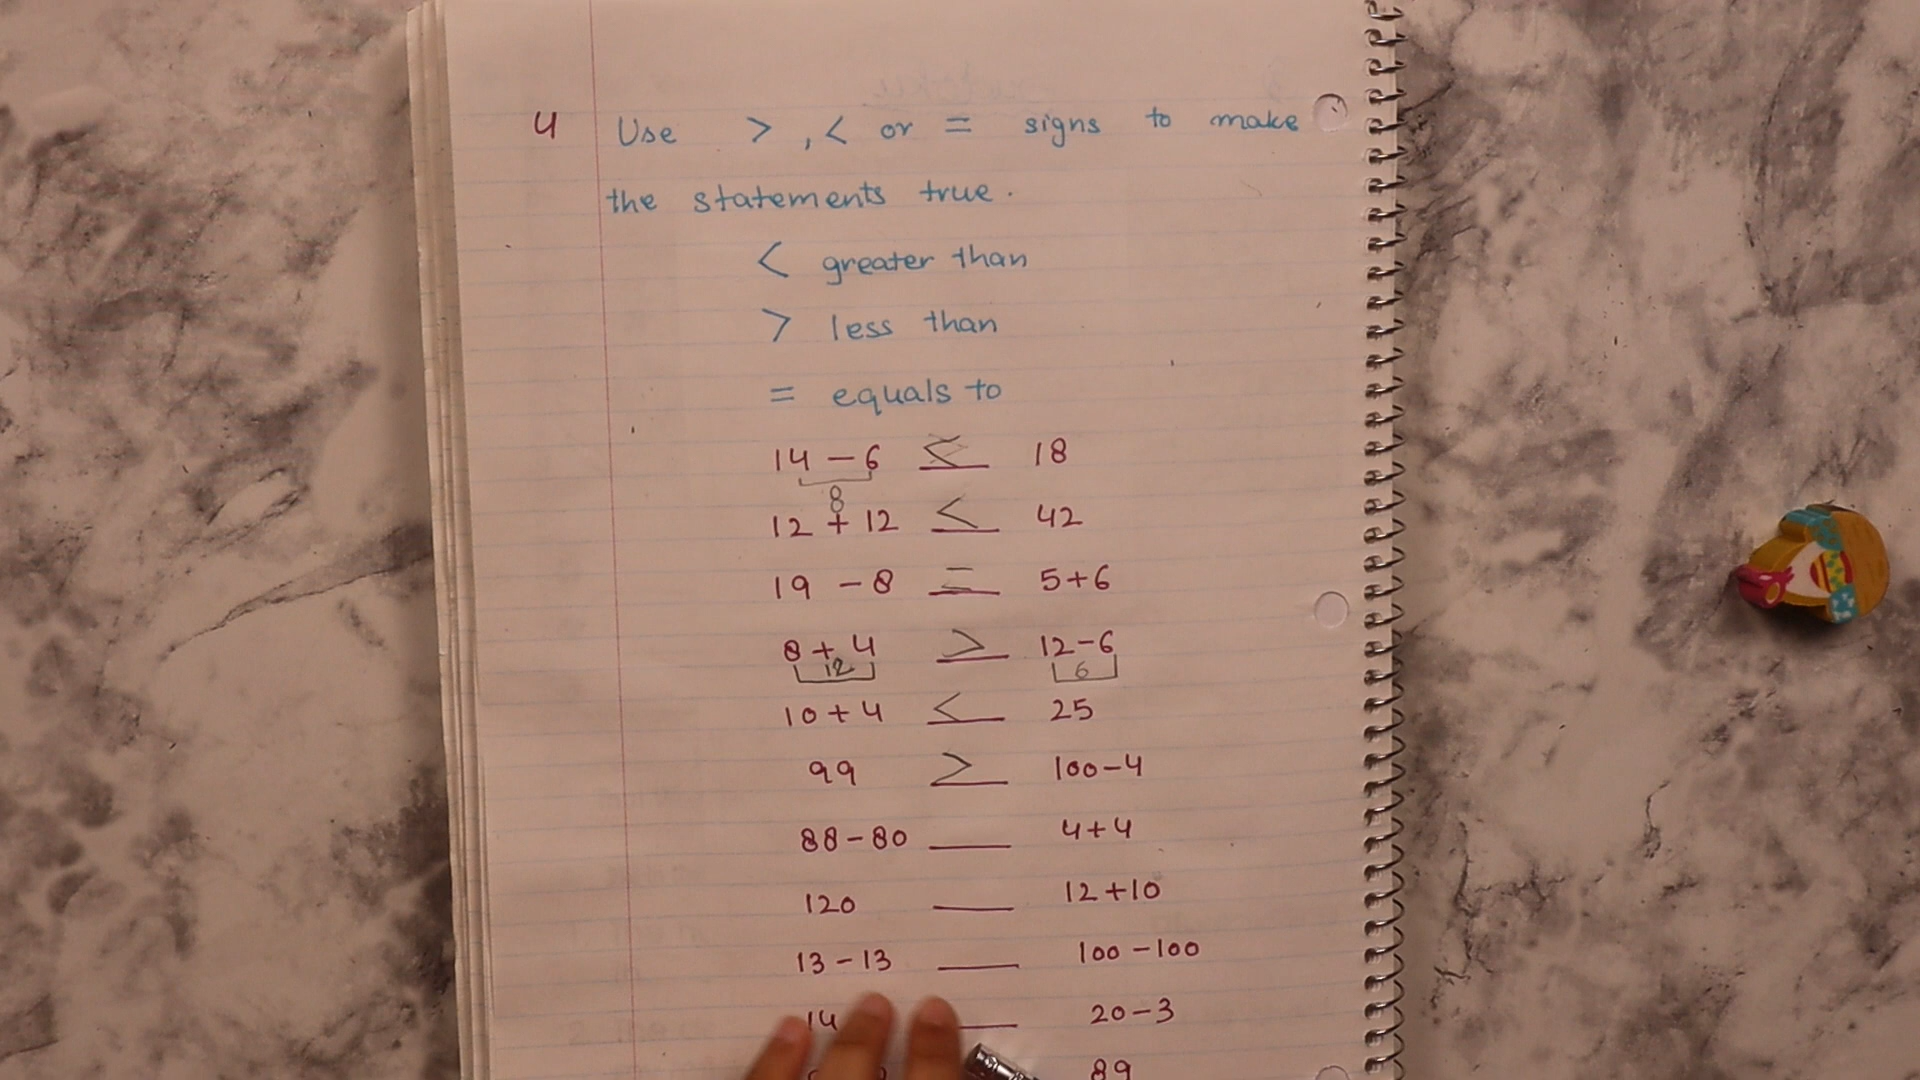 4 Use > , < or = signs to make
the statements true.
< greater than
> less than
= equals to
14 - 6 < 18
8
12 + 12 < 42
19 - 8 = 5+6
8 + 4 > 12-6
12 6
10 + 4 < 25
99 > 100-4
88-80 ___ 4+4
120 ___ 12+10
13-13 ___ 100-100
14 ___ 20-3
89